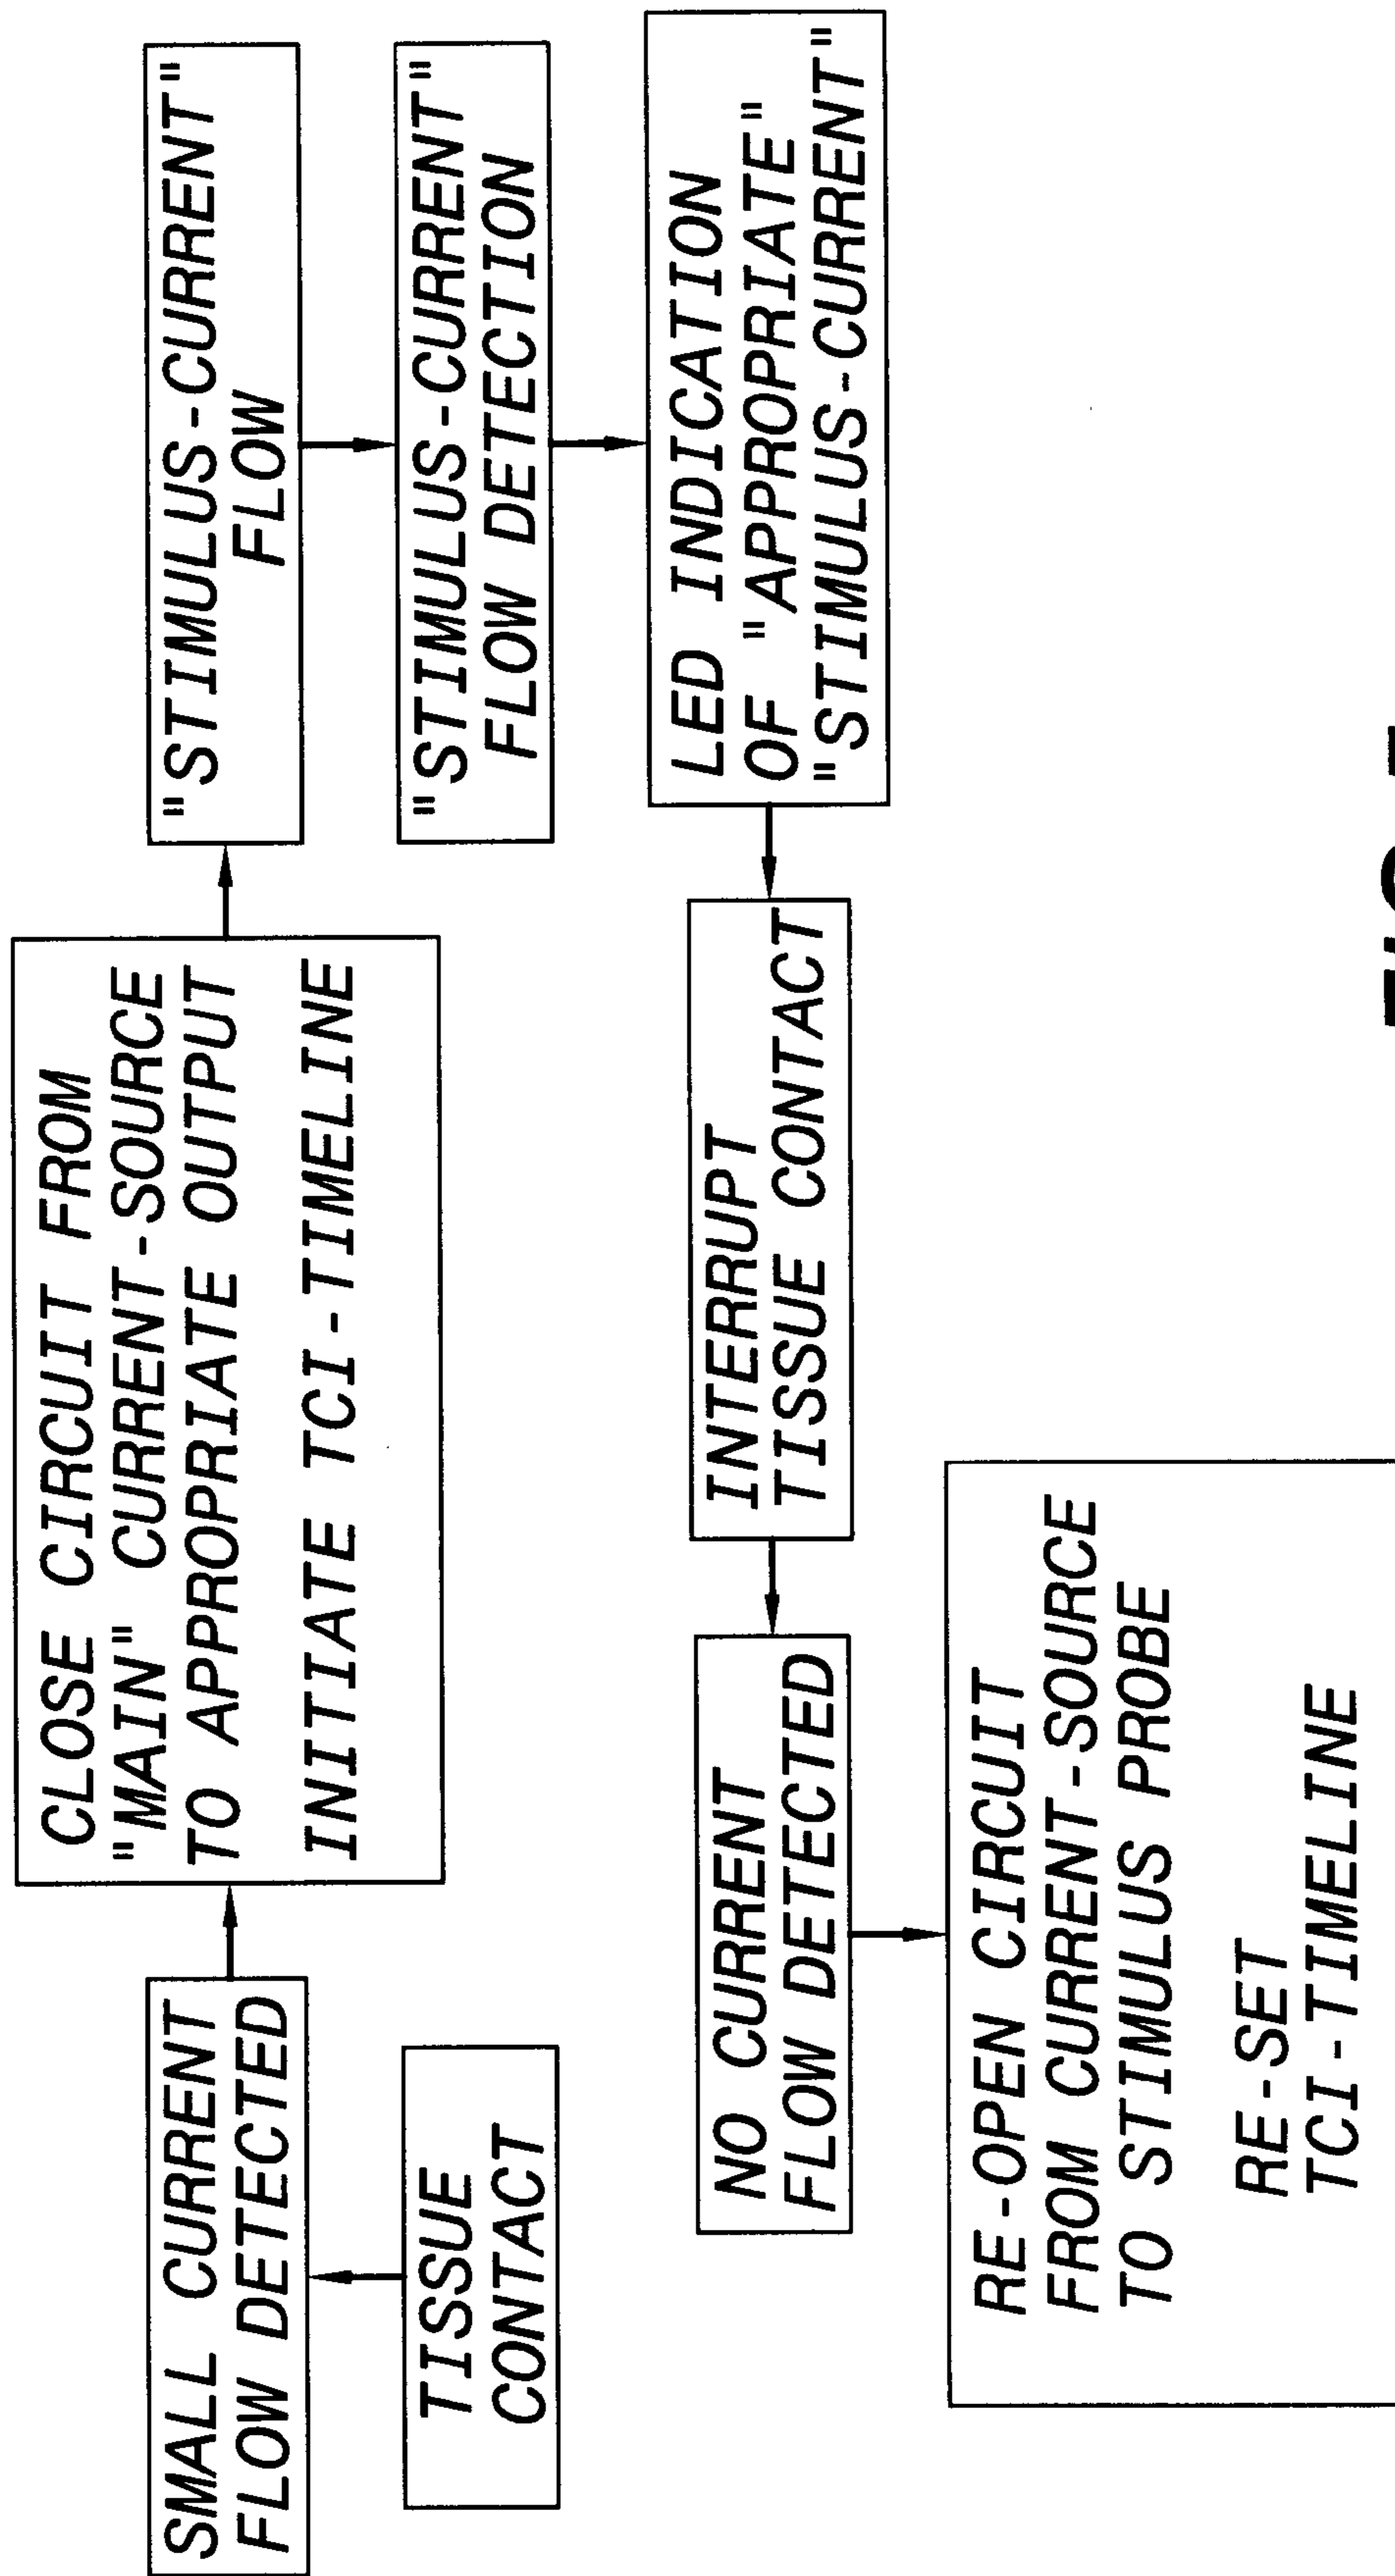 TISSUE
CONTACT
SMALL CURRENT
FLOW DETECTED
CLOSE CIRCUIT FROM
"MAIN" CURRENT-SOURCE
TO APPROPRIATE OUTPUT
INITIATE TCI-TIMELINE
"STIMULUS-CURRENT"
FLOW
"STIMULUS-CURRENT"
FLOW DETECTION
LED INDICATION
OF "APPROPRIATE"
"STIMULUS-CURRENT"
INTERRUPT
TISSUE CONTACT
NO CURRENT
FLOW DETECTED
RE-OPEN CIRCUIT
FROM CURRENT-SOURCE
TO STIMULUS PROBE
RE-SET
TCI-TIMELINE